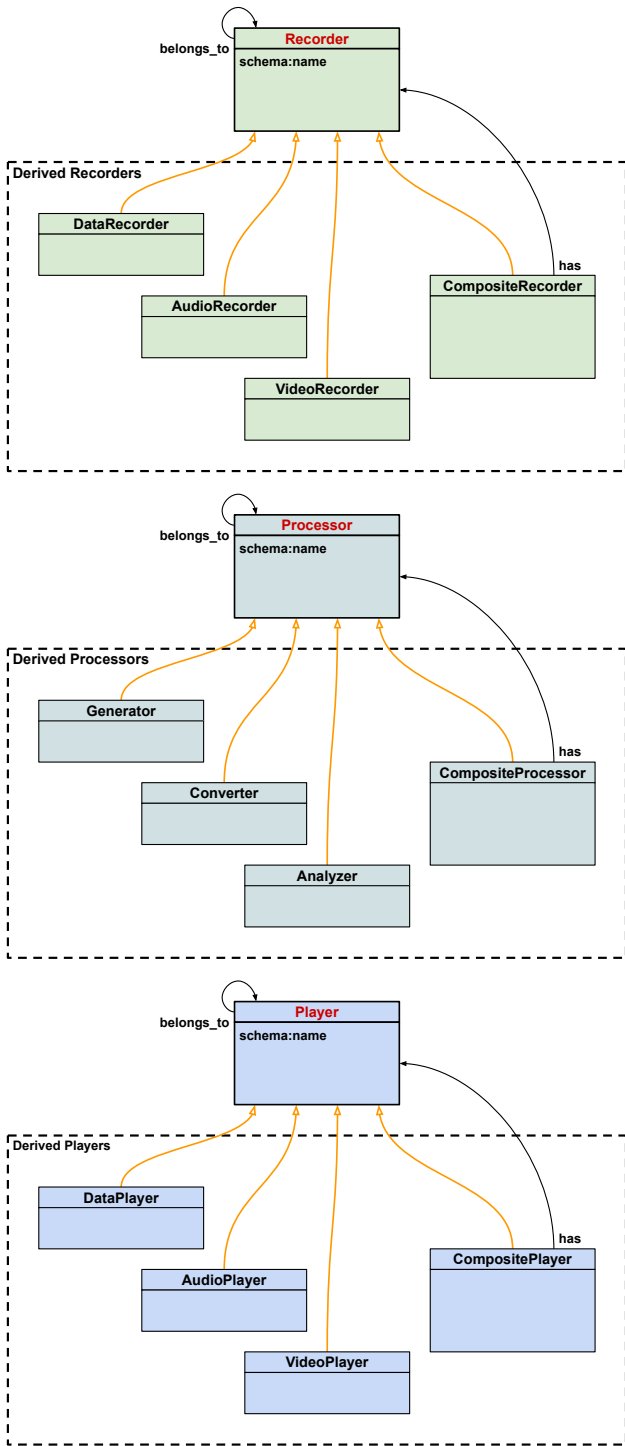 Recorder
belongs_to
schema:name
Derived Recorders
DataRecorder
has
CompositeRecorder
AudioRecorder
VideoRecorder
Processor
belongs_to
schema:name
Derived Processors
Generator
has
CompositeProcessor
Converter
Analyzer
Player
belongs_to
schema:name
Derived Players
DataPlayer
has
CompositePlayer
AudioPlayer
VideoPlayer